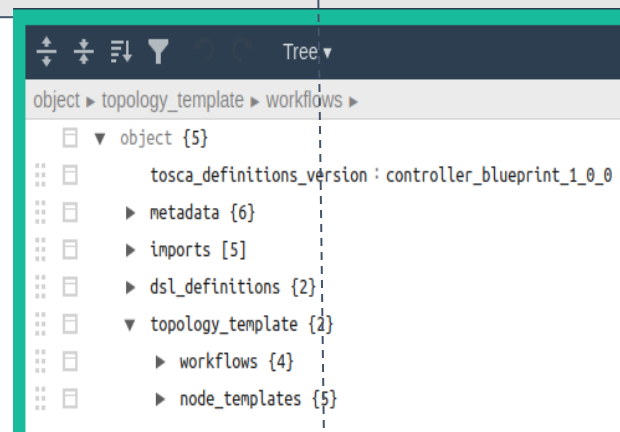 Tree ▾
object ▸ topology_template ▸ workflows ▸
▼ object {5}
tosca_definitions_version : controller_blueprint_1_0_0
▶ metadata {6}
▶ imports [5]
▶ dsl_definitions {2}
▼ topology_template {2}
▶ workflows {4}
▶ node_templates {5}